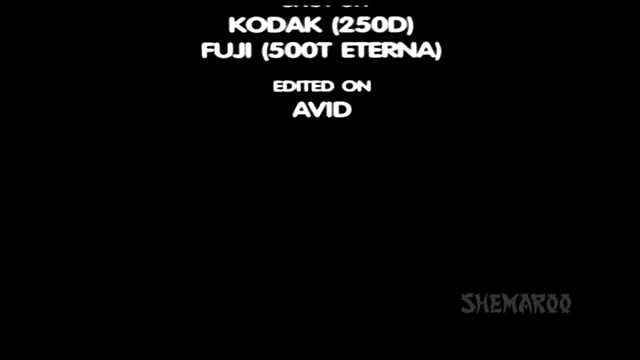 KODAK (250D)
FUJI (500T ETERNA)
EDITED ON
AVID
SHEMAROO